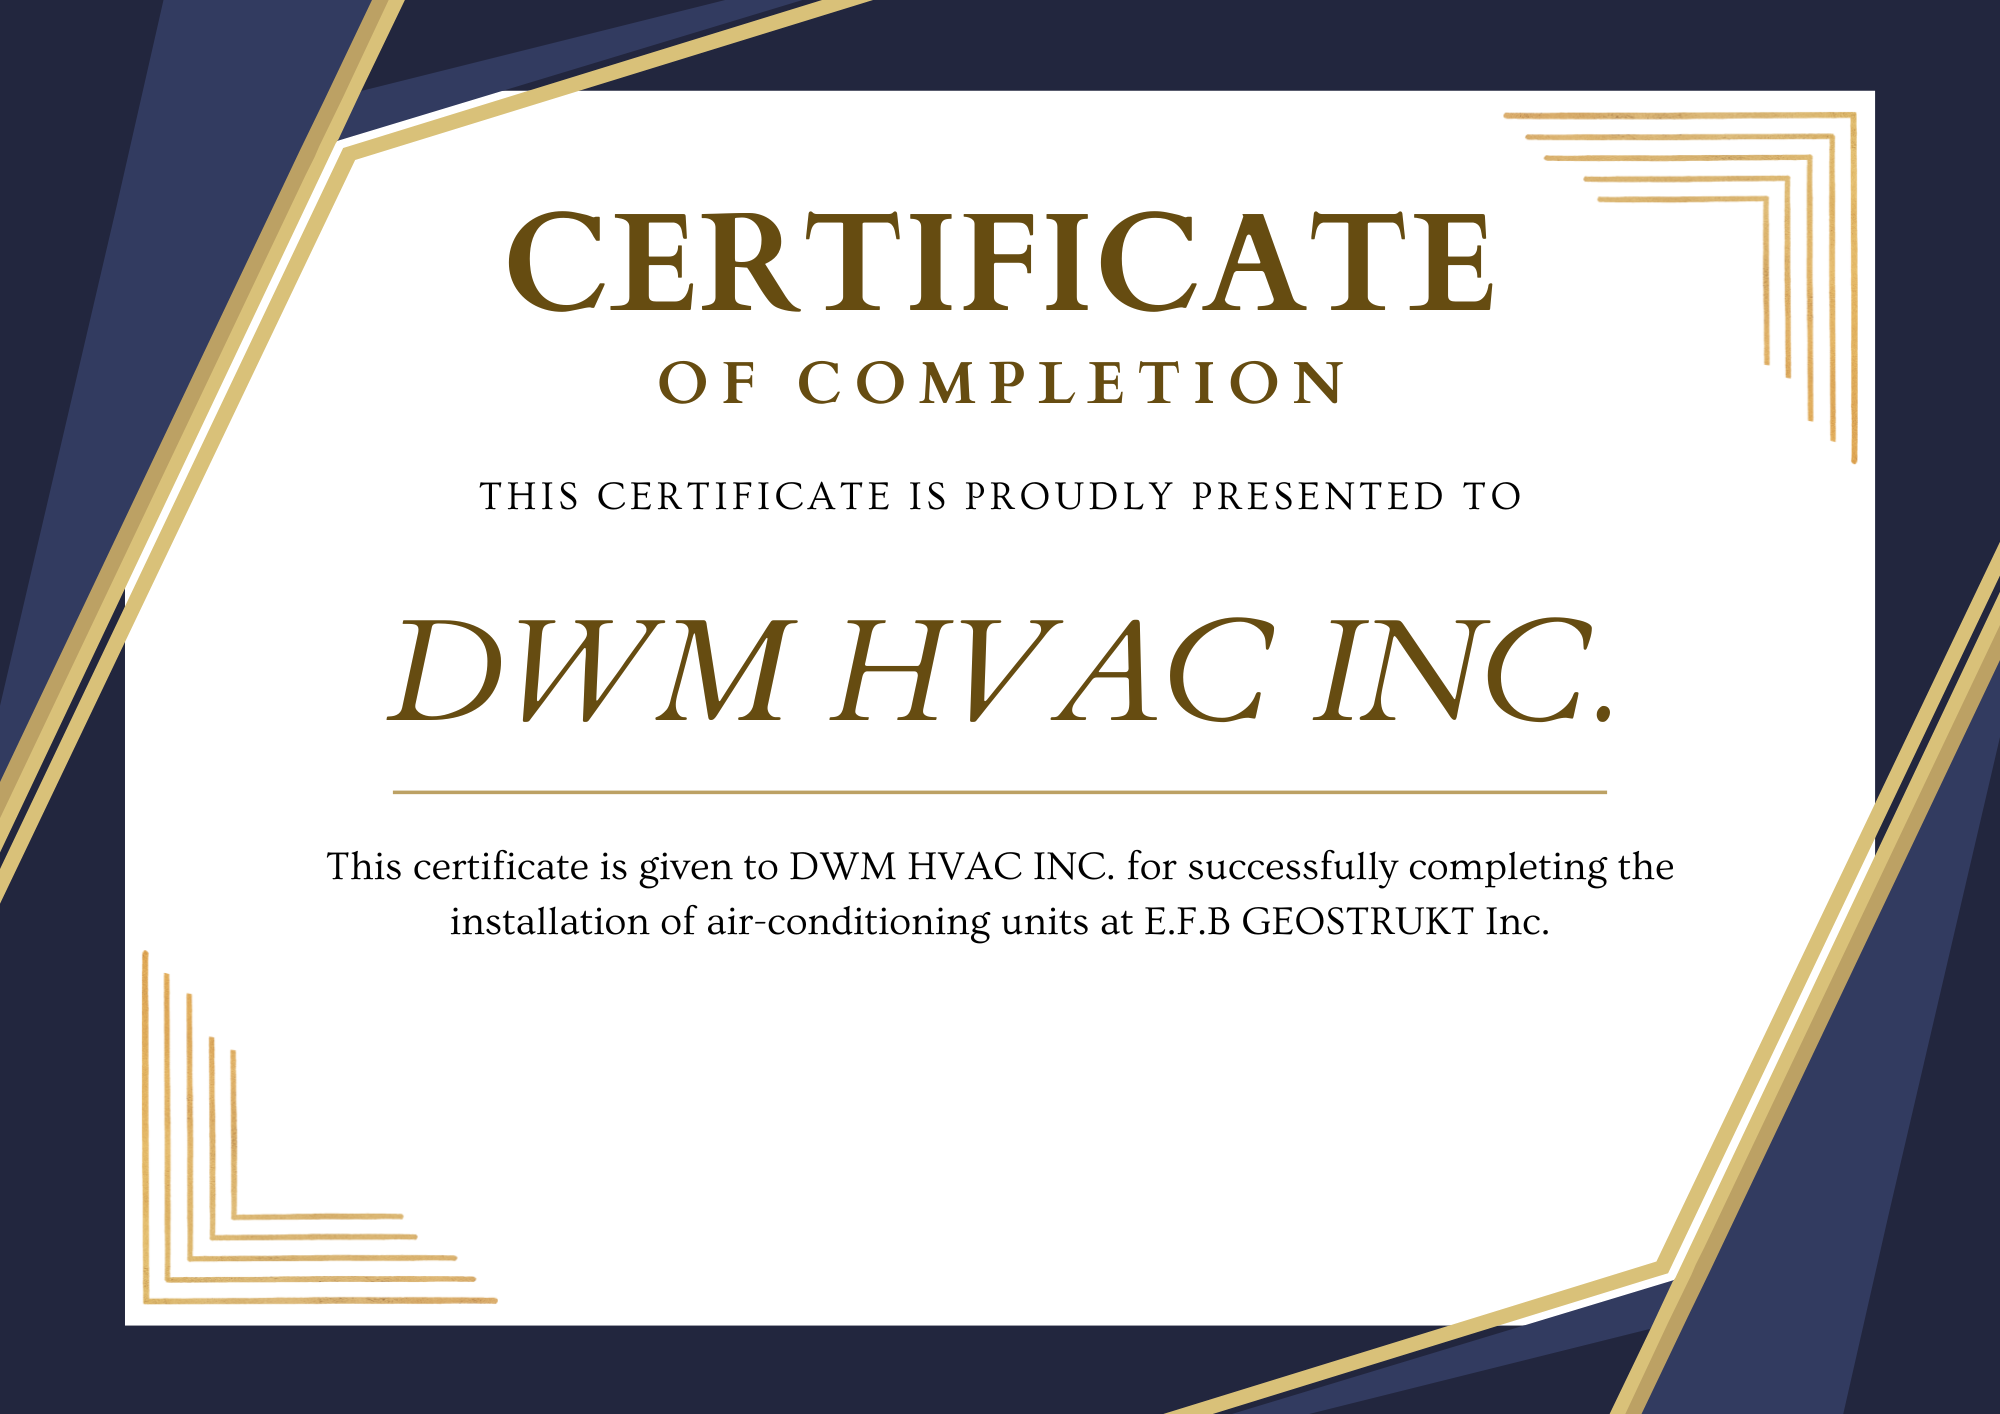 CERTIFICATE
OF COMPLETION
THIS CERTIFICATE IS PROUDLY PRESENTED TO
DWM HVAC INC.
This certificate is given to DWM HVAC INC. for successfully completing the
installation of air-conditioning units at E.F.B GEOSTRUKT Inc.